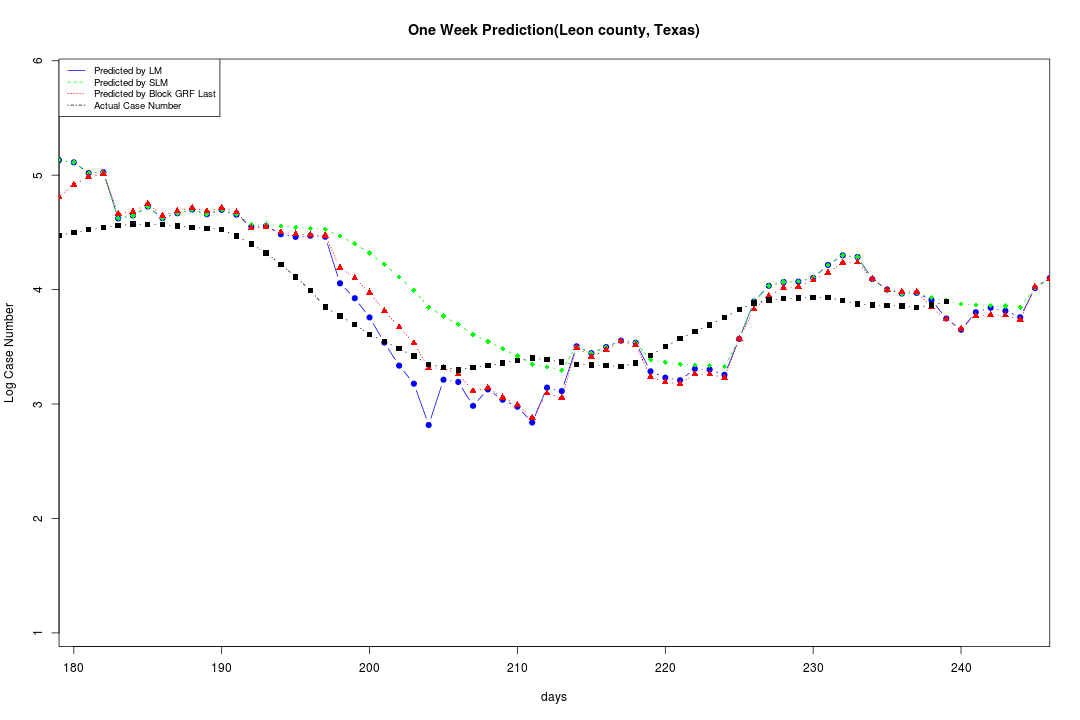 One Week Prediction(Leon county, Texas)
Predicted by LM
Predicted by SLM
Predicted by Block GRF Last
Actual Case Number
6
5
4
3
2
1
Log Case Number
180 190 200 210 220 230 240
days